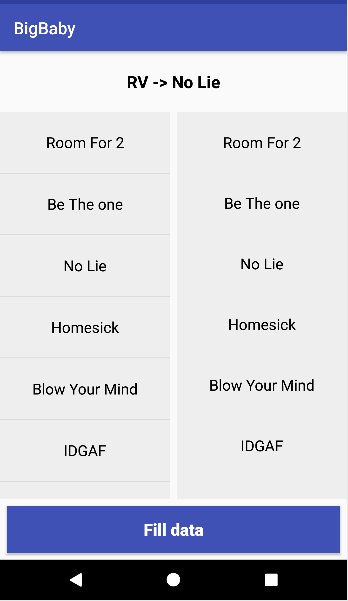 BigBaby
RV -> No Lie
Room For 2
Be The one
No Lie
Homesick
Blow Your Mind
IDGAF
Room For 2
Be The one
No Lie
Homesick
Blow Your Mind
IDGAF
Fill data